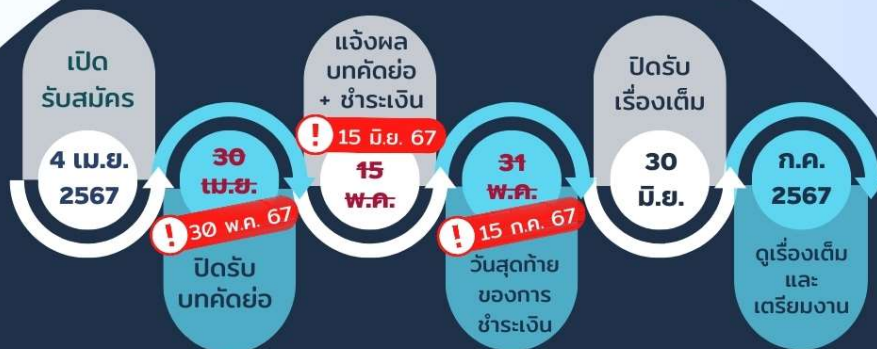 เปิด
รับสมัคร
4 เม.ย.
2567
30
เม.ย.
! 30 พ.ค. 67
ปิดรับ
บทคัดย่อ
แจ้งผล
บทคัดย่อ
+ ชำระเงิน
! 15 มิ.ย. 67
15
พ.ค.
31
พ.ค.
! 15 ก.ค. 67
วันสุดท้าย
ของการ
ชำระเงิน
ปิดรับ
เรื่องเต็ม
30
มิ.ย.
ก.ค.
2567
ดูเรื่องเต็ม
และ
เตรียมงาน